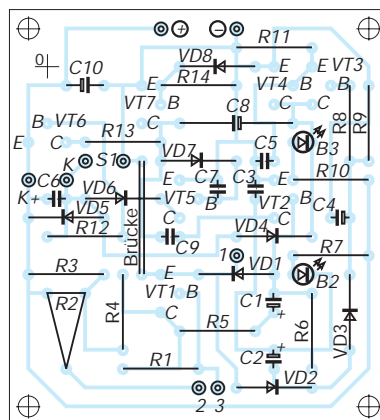 + −
R11
0 VD8 VT3
C10 E R14 E VT4 E
VT7 B B B
B VT6 C C8 C C R8 R9
E C R13 C5 B3
K S1 K VD7 E R10
C6 C7 C3
K+ VD6 VT5 B B VT2 B C4
VD5 C C
R12 Brücke C9 VD4
1 R7
R3 E VD1 E B2
R2 R4 VT1 B C1 B
C + C
R5 R6 VD3
C2 +
R1
2 3 VD2